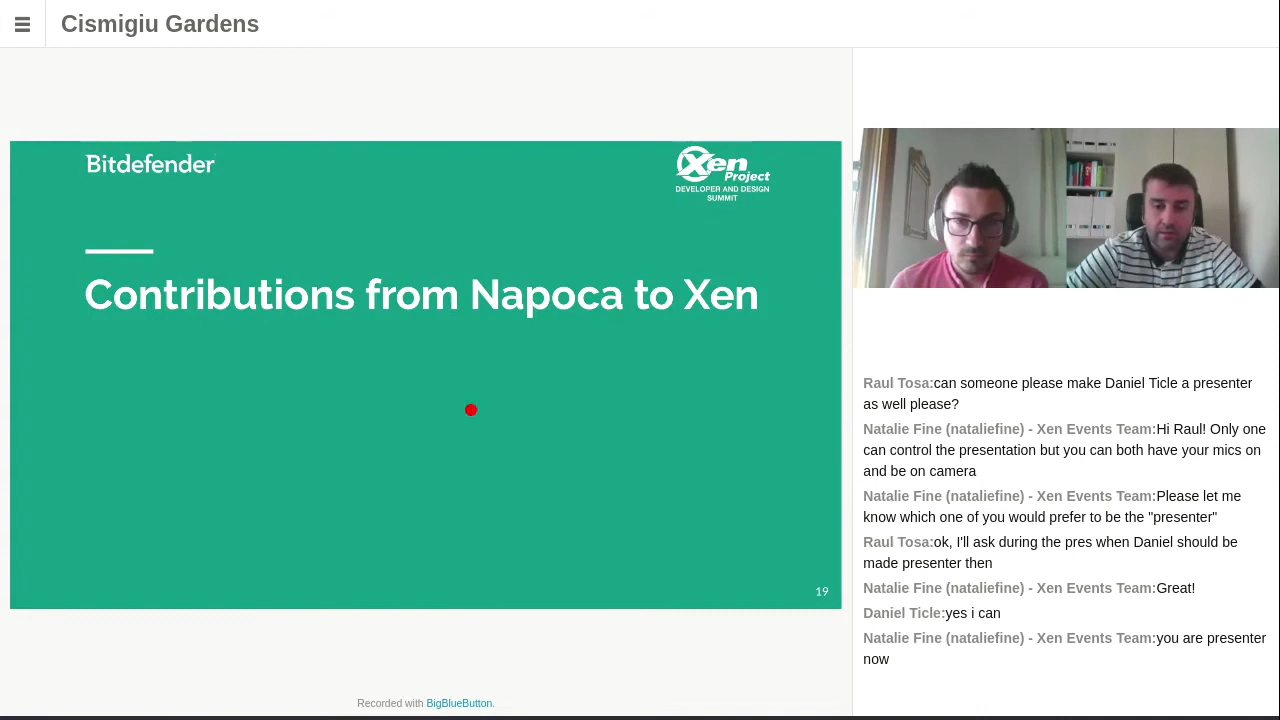 Cismigiu Gardens
Bitdefender
Xen
Project
DEVELOPER AND DESIGN
SUMMIT
Contributions from Napoca to Xen
19
Recorded with BigBlueButton.
Raul Tosa:can someone please make Daniel Ticle a presenter
as well please?
Natalie Fine (nataliefine) - Xen Events Team:Hi Raul! Only one
can control the presentation but you can both have your mics on
and be on camera
Natalie Fine (nataliefine) - Xen Events Team:Please let me
know which one of you would prefer to be the "presenter"
Raul Tosa:ok, I'll ask during the pres when Daniel should be
made presenter then
Natalie Fine (nataliefine) - Xen Events Team:Great!
Daniel Ticle:yes i can
Natalie Fine (nataliefine) - Xen Events Team:you are presenter
now